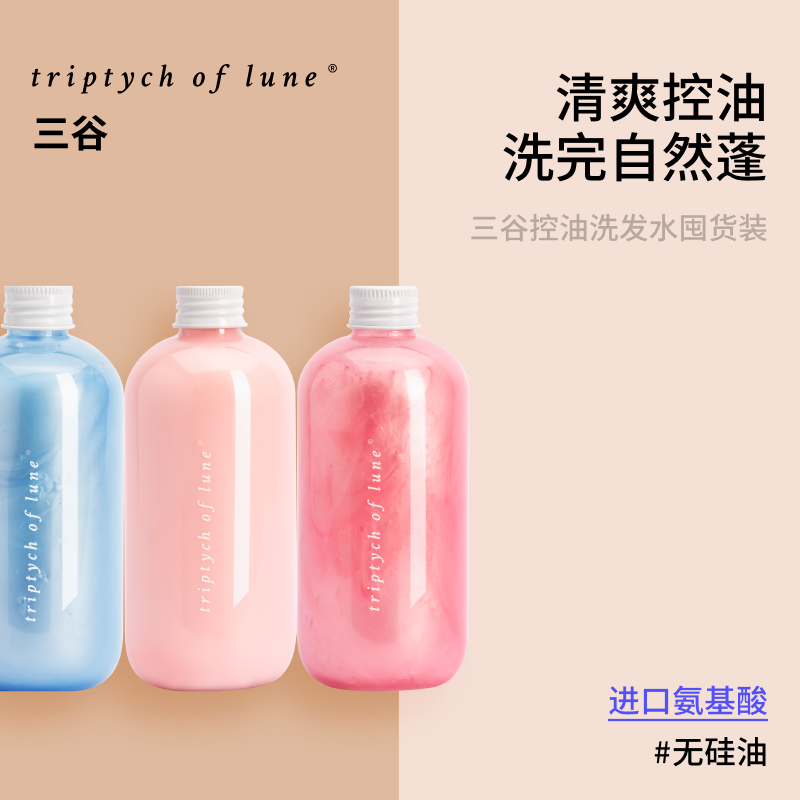 triptych of lune®
三谷
清爽控油
洗完自然蓬
三谷控油洗发水囤货装
triptych of lune®
triptych of lune®
triptych of lune®
进口氨基酸
#无硅油